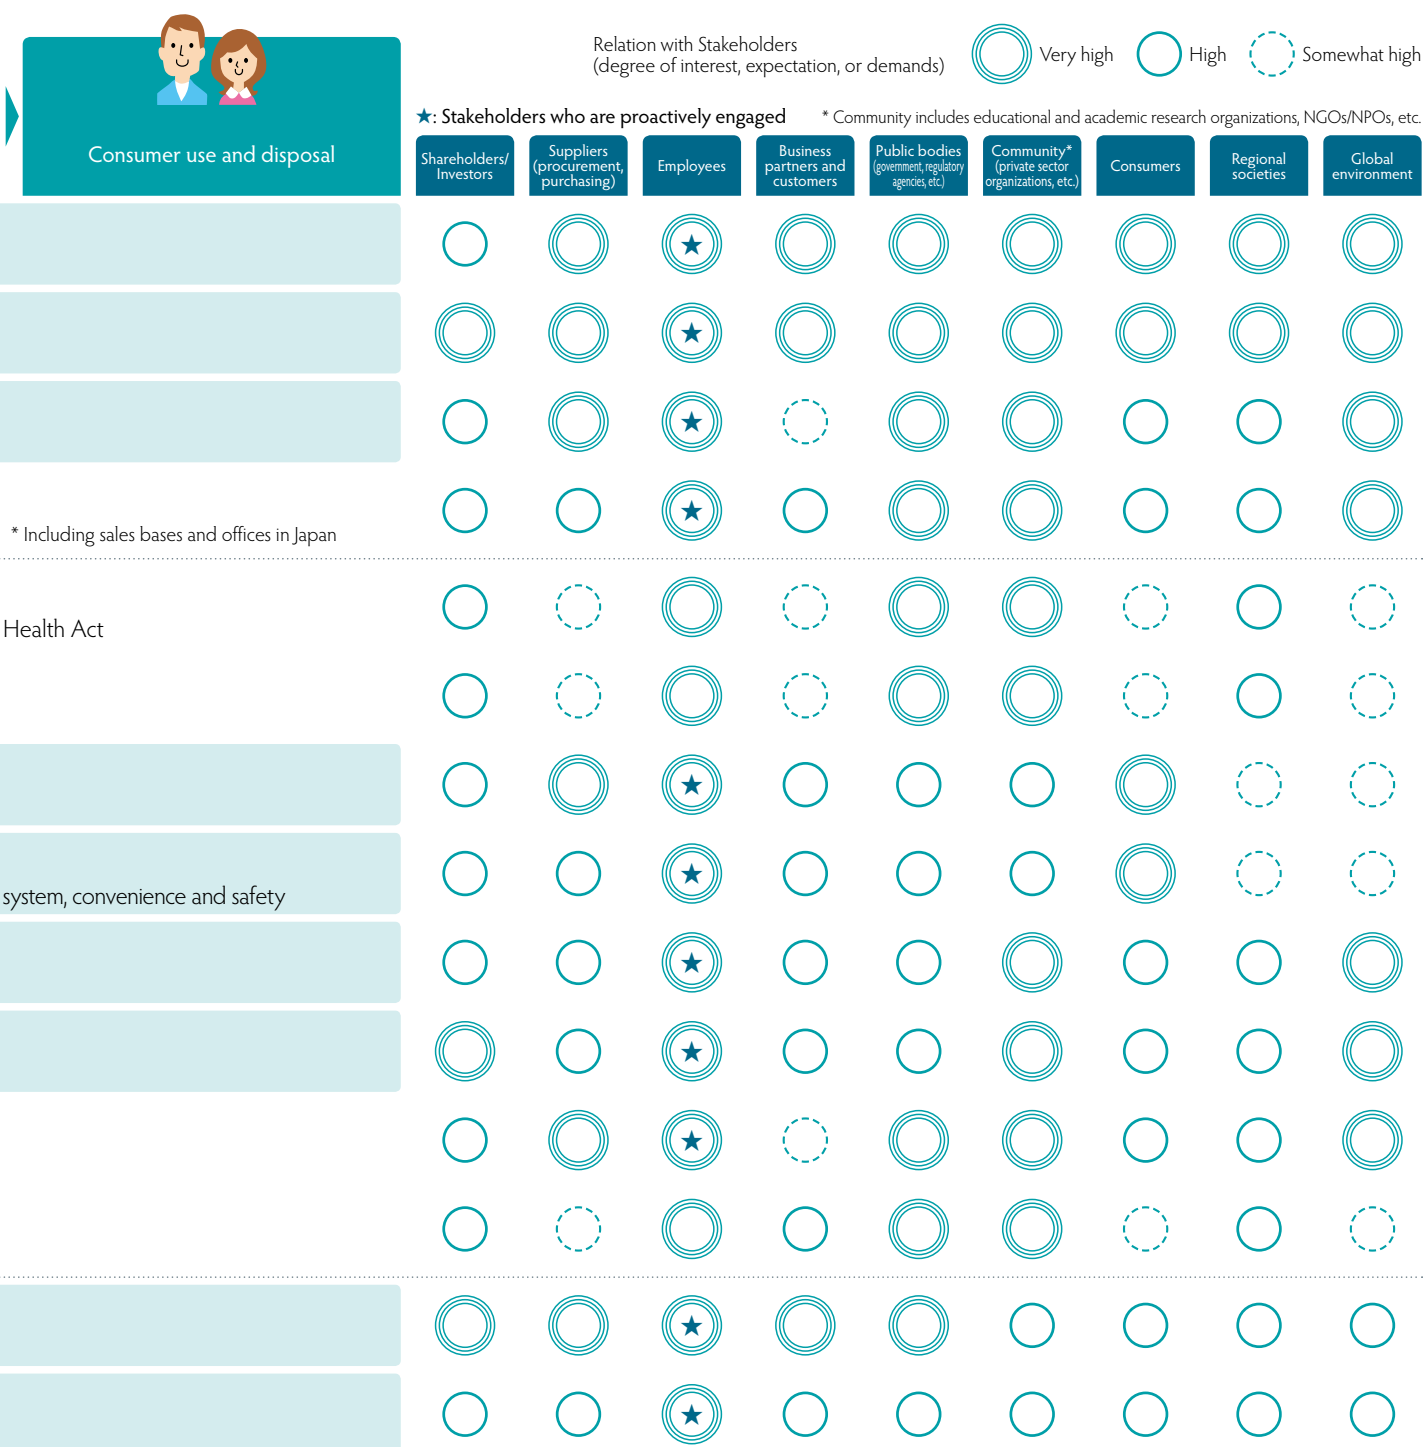 Relation with Stakeholders
(degree of interest, expectation, or demands)
Very high
High
Somewhat high
★: Stakeholders who are proactively engaged
* Community includes educational and academic research organizations, NGOs/NPOs, etc.
Consumer use and disposal
Shareholders/
Investors
Suppliers
(procurement,
purchasing)
Employees
Business
partners and
customers
Public bodies
(government, regulatory
agencies, etc.)
Community*
(private sector
organizations, etc.)
Consumers
Regional
societies
Global
environment
* Including sales bases and offices in Japan
Health Act
system, convenience and safety